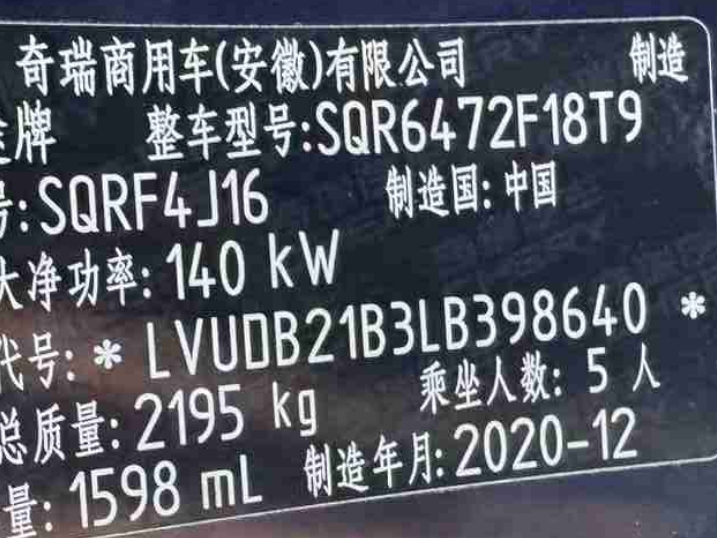 奇瑞商用车(安徽)有限公司 制造
牌 整车型号:SQR6472F18T9
号:SQRF4J16 制造国:中国
大净功率:140 kW
代号:* LVUDB21B3LB398640 *
总质量:2195 kg 乘坐人数:5 人
量:1598 mL 制造年月:2020-12